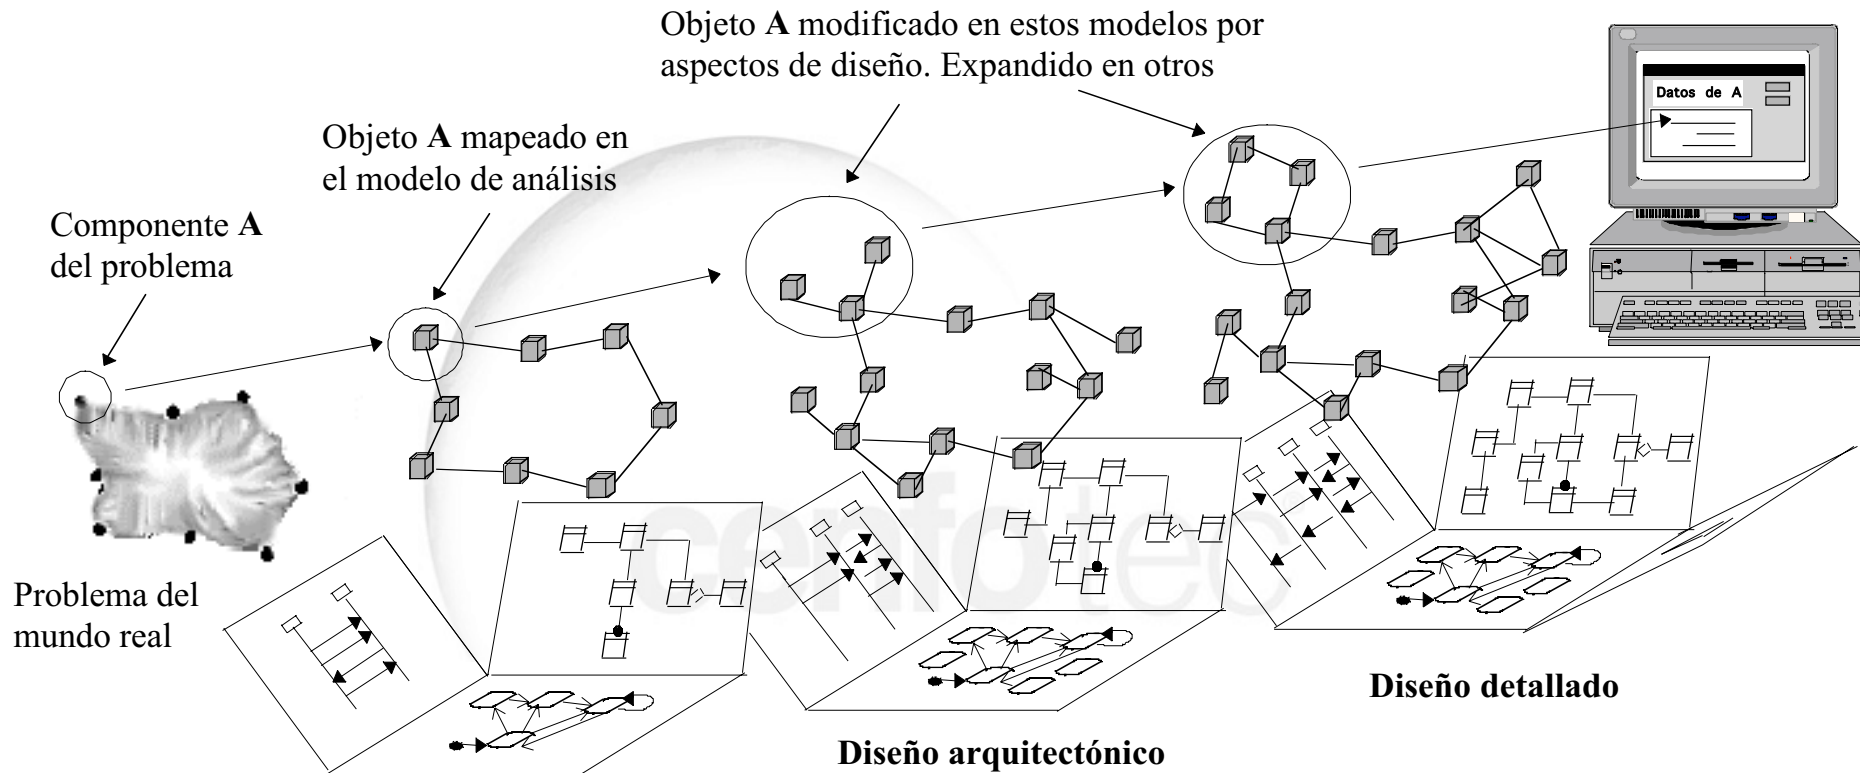 Objeto A modificado en estos modelos por
aspectos de diseño. Expandido en otros
Objeto A mapeado en
el modelo de análisis
Componente A
del problema
Datos de A
Problema del
mundo real
cenfotec
Diseño detallado
Diseño arquitectónico